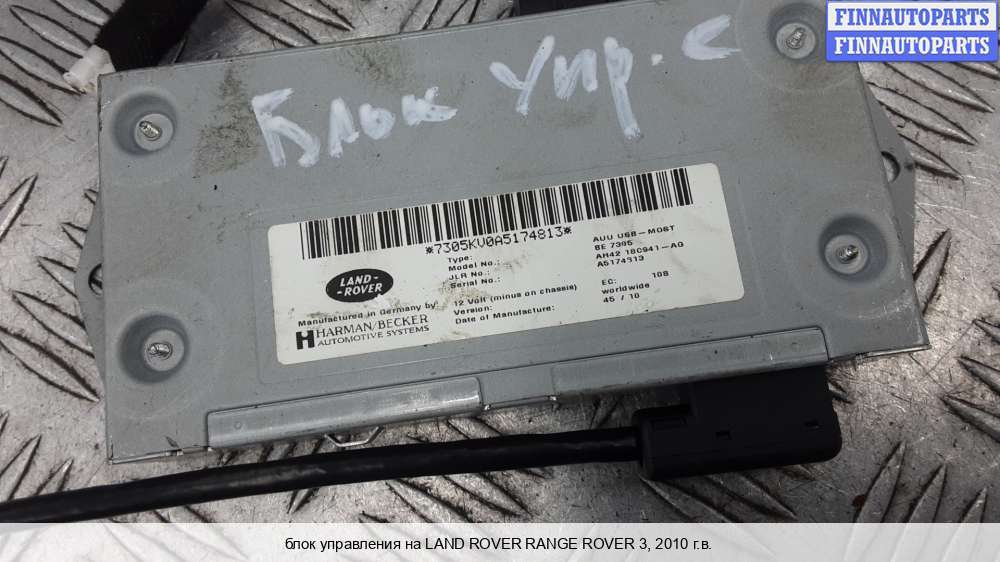 FINNAUTOPARTS
FINNAUTOPARTS
Блок Упр. С
*7305KV0A5174813*
Type: AUU USB-MOST
Model No.: BE 7305
JLR No.: AH42 18C941-AG
Serial No.: A5174813
LAND-
-ROVER
12 Volt (minus on chassis) EC: 108
Manufactured in Germany by:
Version: worldwide
HARMAN/BECKER
Date of Manufacture: 45 / 10
AUTOMOTIVE SYSTEMS
блок управления на LAND ROVER RANGE ROVER 3, 2010 г.в.